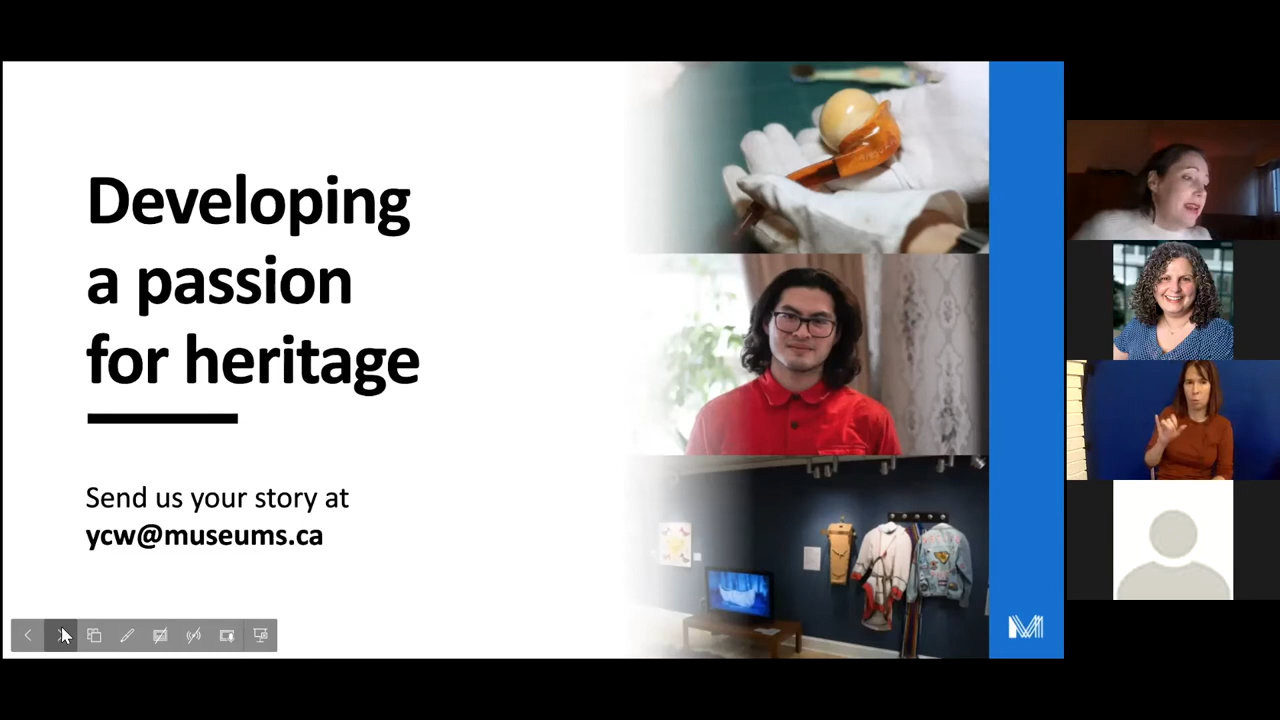 Developing
a passion
for heritage
Send us your story at
ycw@museums.ca